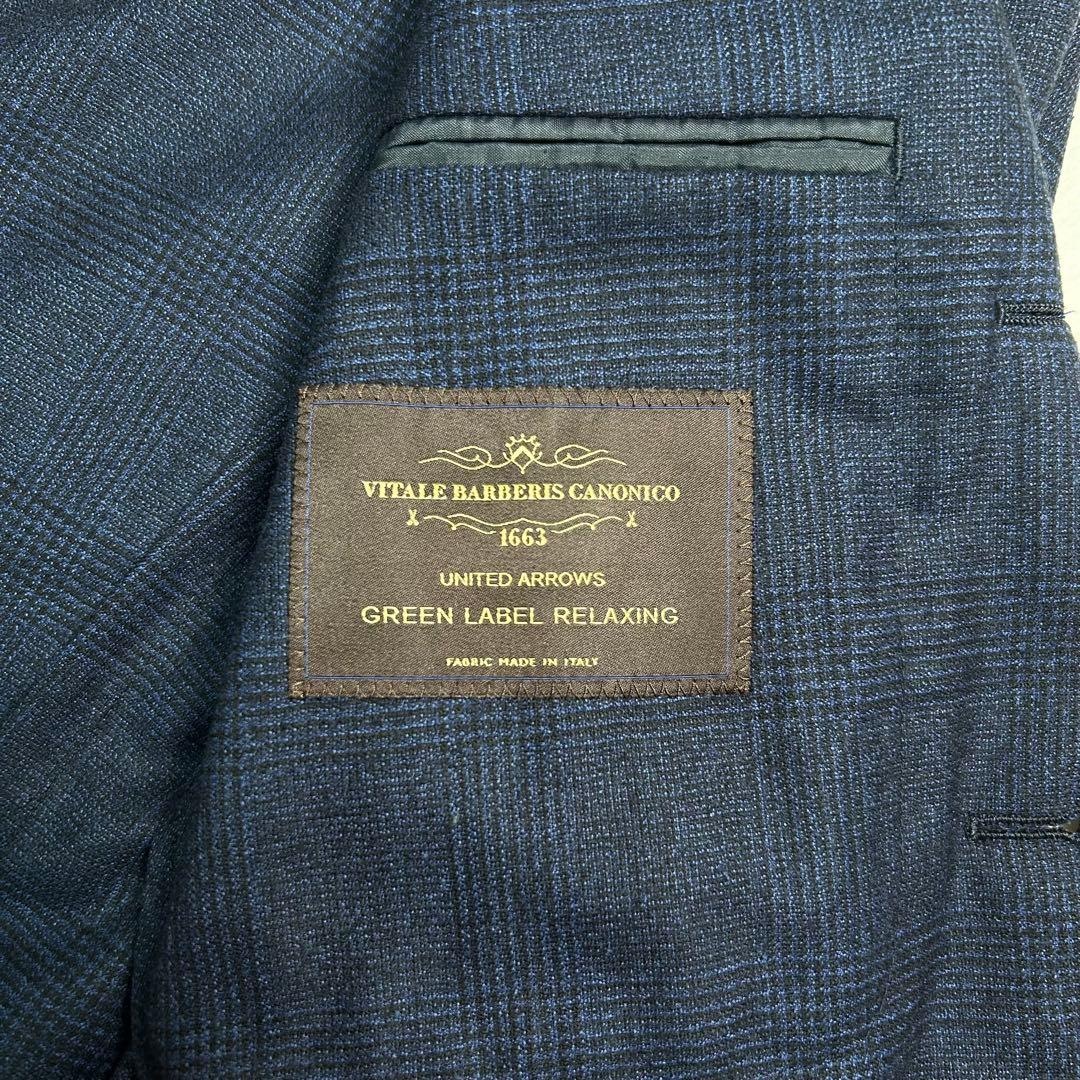 VITALE BARBERIS CANONICO
1663
UNITED ARROWS
GREEN LABEL RELAXING
FABRIC MADE IN ITALY